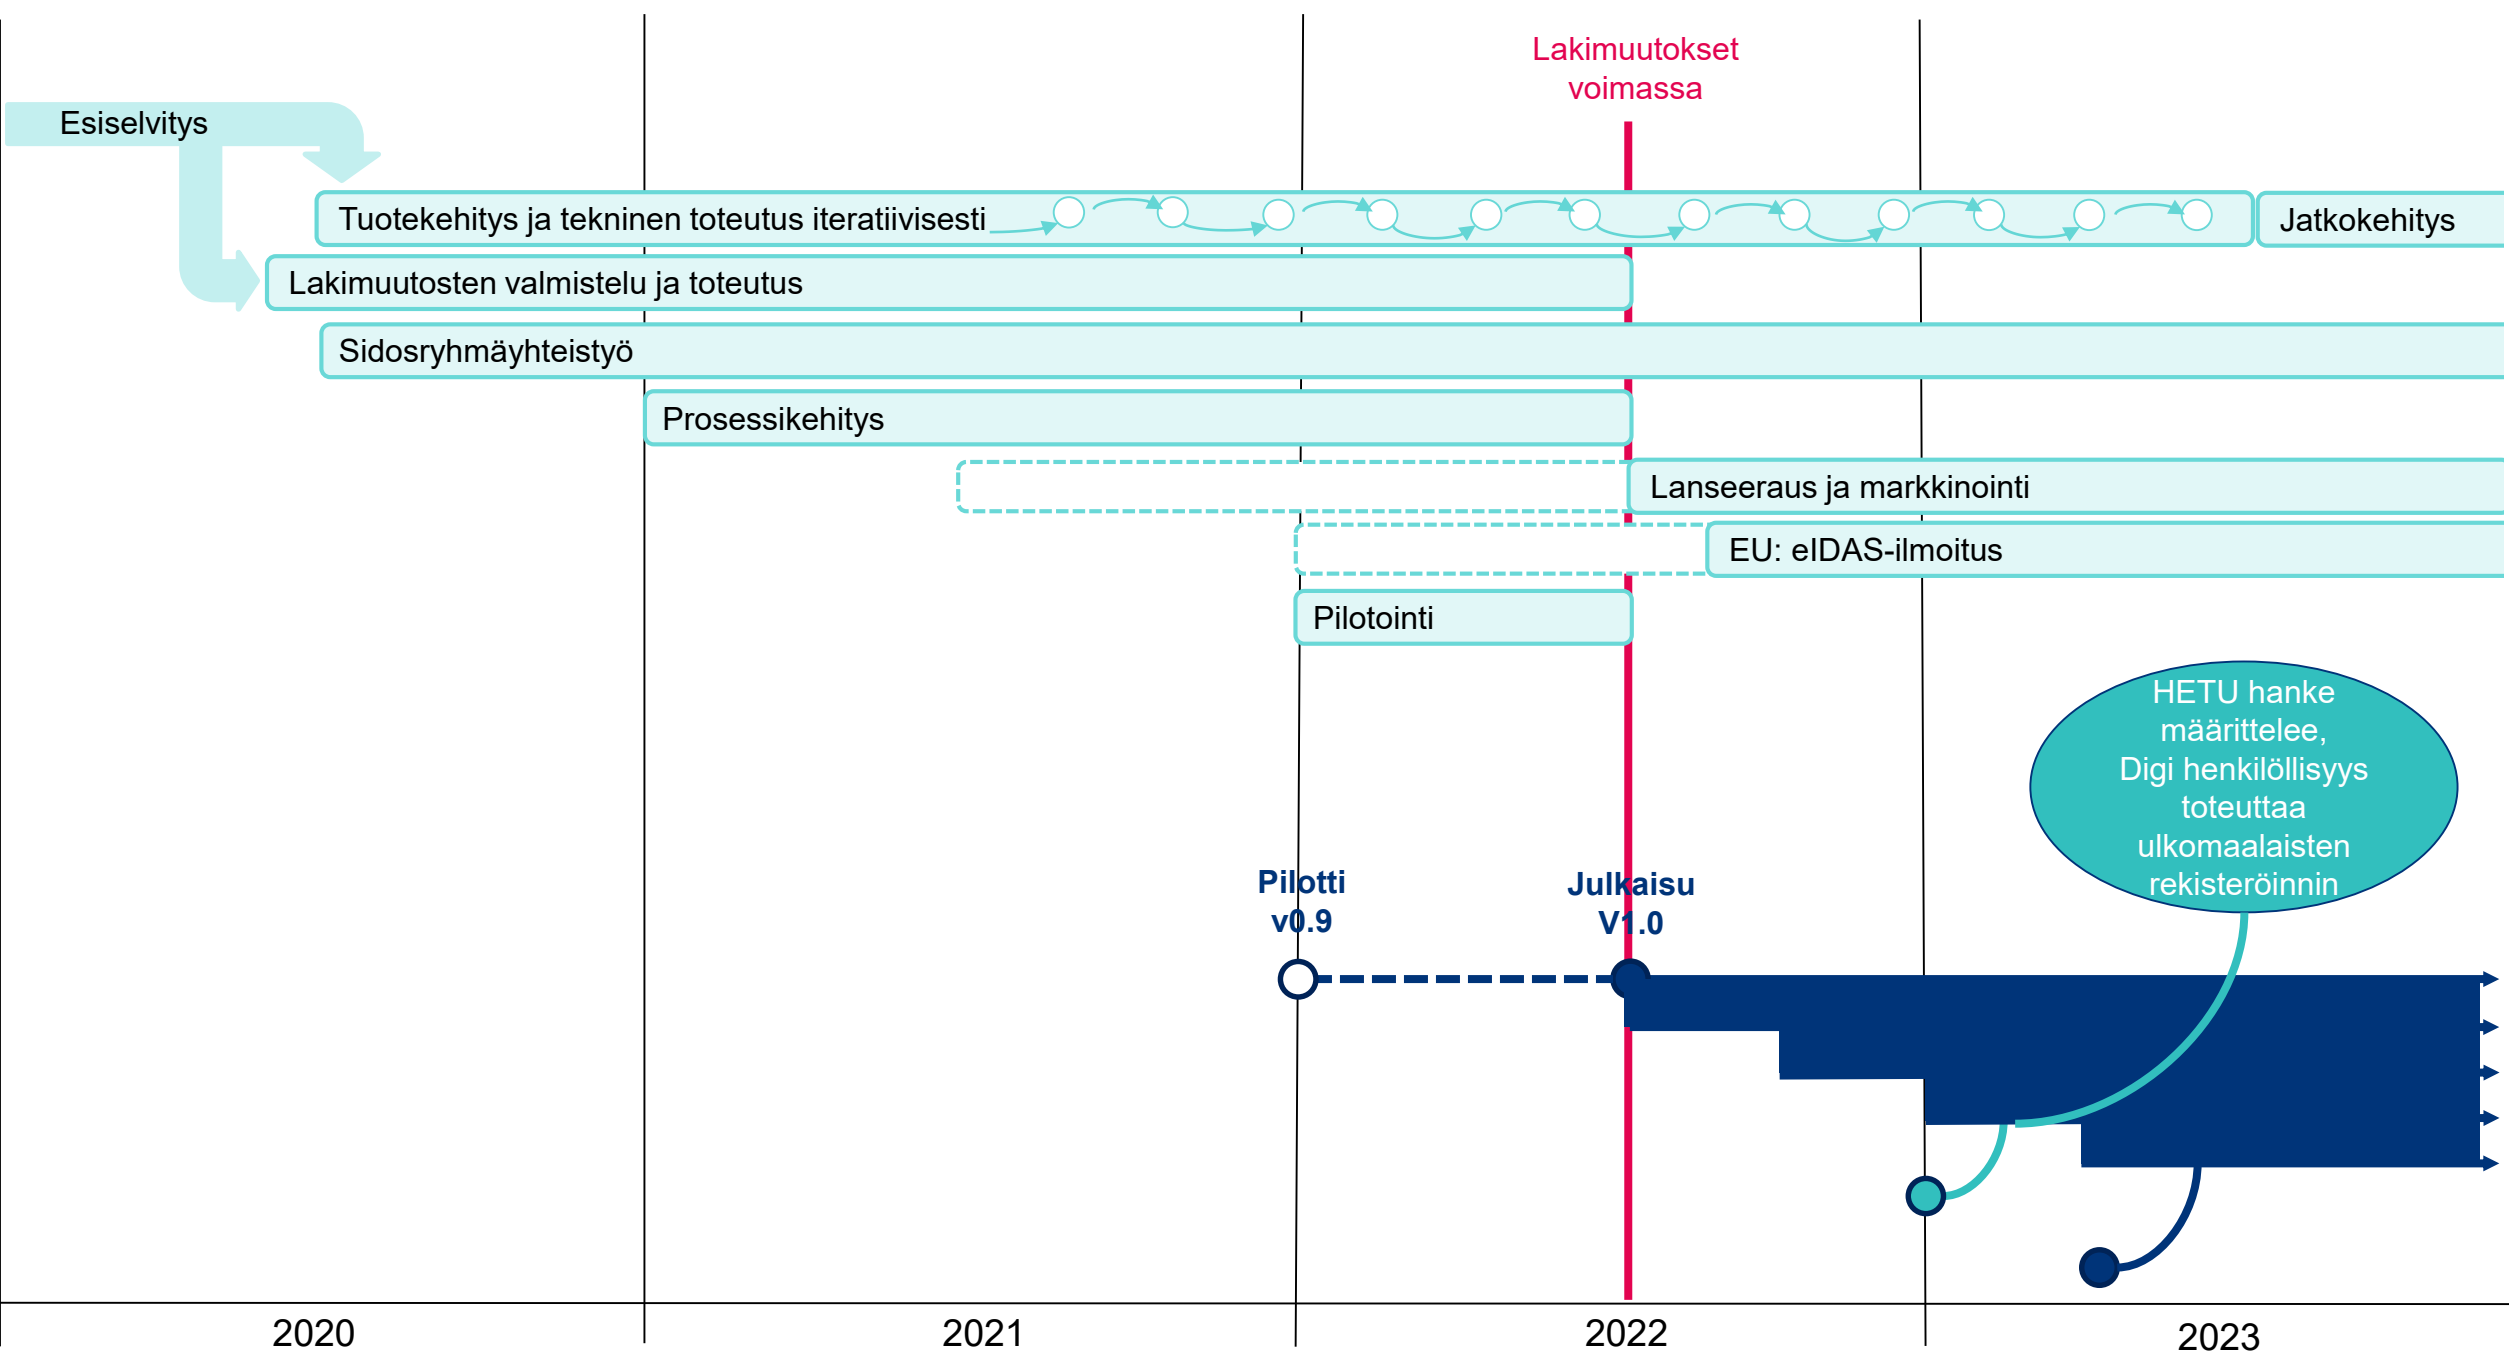 Lakimuutokset
voimassa
Esiselvitys
Tuotekehitys ja tekninen toteutus iteratiivisesti
Jatkokehitys
Lakimuutosten valmistelu ja toteutus
Sidosryhmäyhteistyö
Prosessikehitys
Lanseeraus ja markkinointi
EU: eIDAS-ilmoitus
Pilotointi
HETU hanke
määrittelee,
Digi henkilöllisyys
toteuttaa
ulkomaalaisten
rekisteröinnin
Pilotti
v0.9
Julkaisu
V1.0
2020
2021
2022
2023